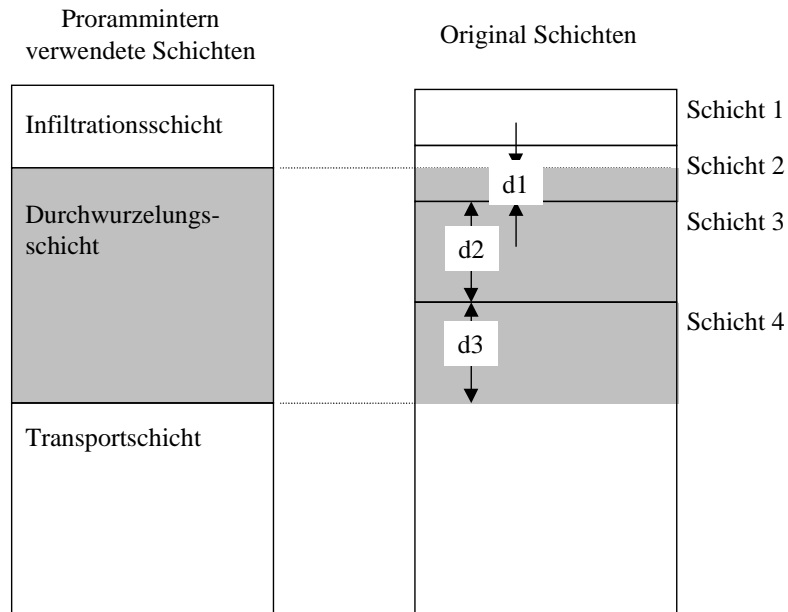 Prorammintern
verwendete Schichten
Original Schichten
Infiltrationsschicht
Schicht 1
Schicht 2
d1
Durchwurzelungs-
schicht
Schicht 3
d2
Schicht 4
d3
Transportschicht